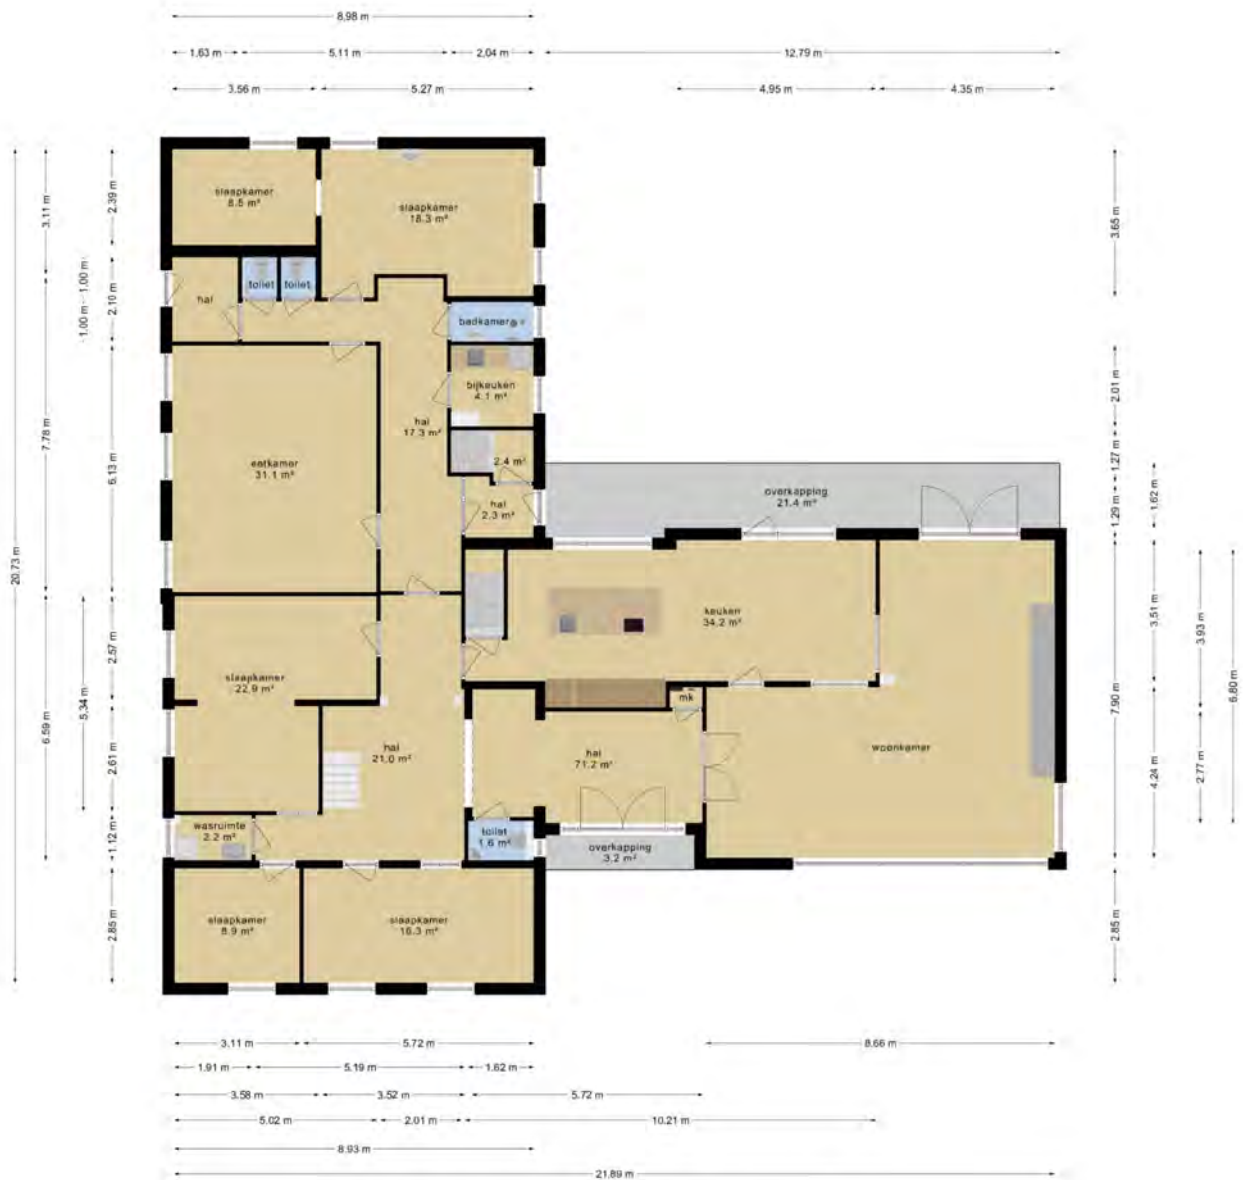 8.98 m
1.63 m
5.11 m
2.04 m
12.79 m
3.56 m
5.27 m
4.95 m
4.35 m
slaapkamer
8.5 m²
slaapkamer
18.3 m²
2.39 m
3.11 m
3.65 m
toilet
toilet
hal
1.00 m
1.00 m
2.10 m
badkamer
bijkeuken
4.1 m²
2.01 m
hal
17.3 m²
7.78 m
eetkamer
31.1 m²
6.13 m
2.4 m²
1.27 m
hal
2.3 m²
overkapping
21.4 m²
1.29 m
1.62 m
20.73 m
keuken
34.2 m²
3.51 m
3.93 m
6.80 m
slaapkamer
22.9 m²
2.57 m
5.34 m
6.59 m
mk
hal
21.0 m²
hal
71.2 m²
woonkamer
7.90 m
4.24 m
2.77 m
2.61 m
wasruimte
2.2 m²
1.12 m
toilet
1.6 m²
overkapping
3.2 m²
slaapkamer
8.9 m²
slaapkamer
16.3 m²
2.85 m
2.85 m
3.11 m
5.72 m
8.66 m
1.91 m
5.19 m
1.62 m
3.58 m
3.52 m
5.72 m
5.02 m
2.01 m
10.21 m
8.93 m
21.89 m